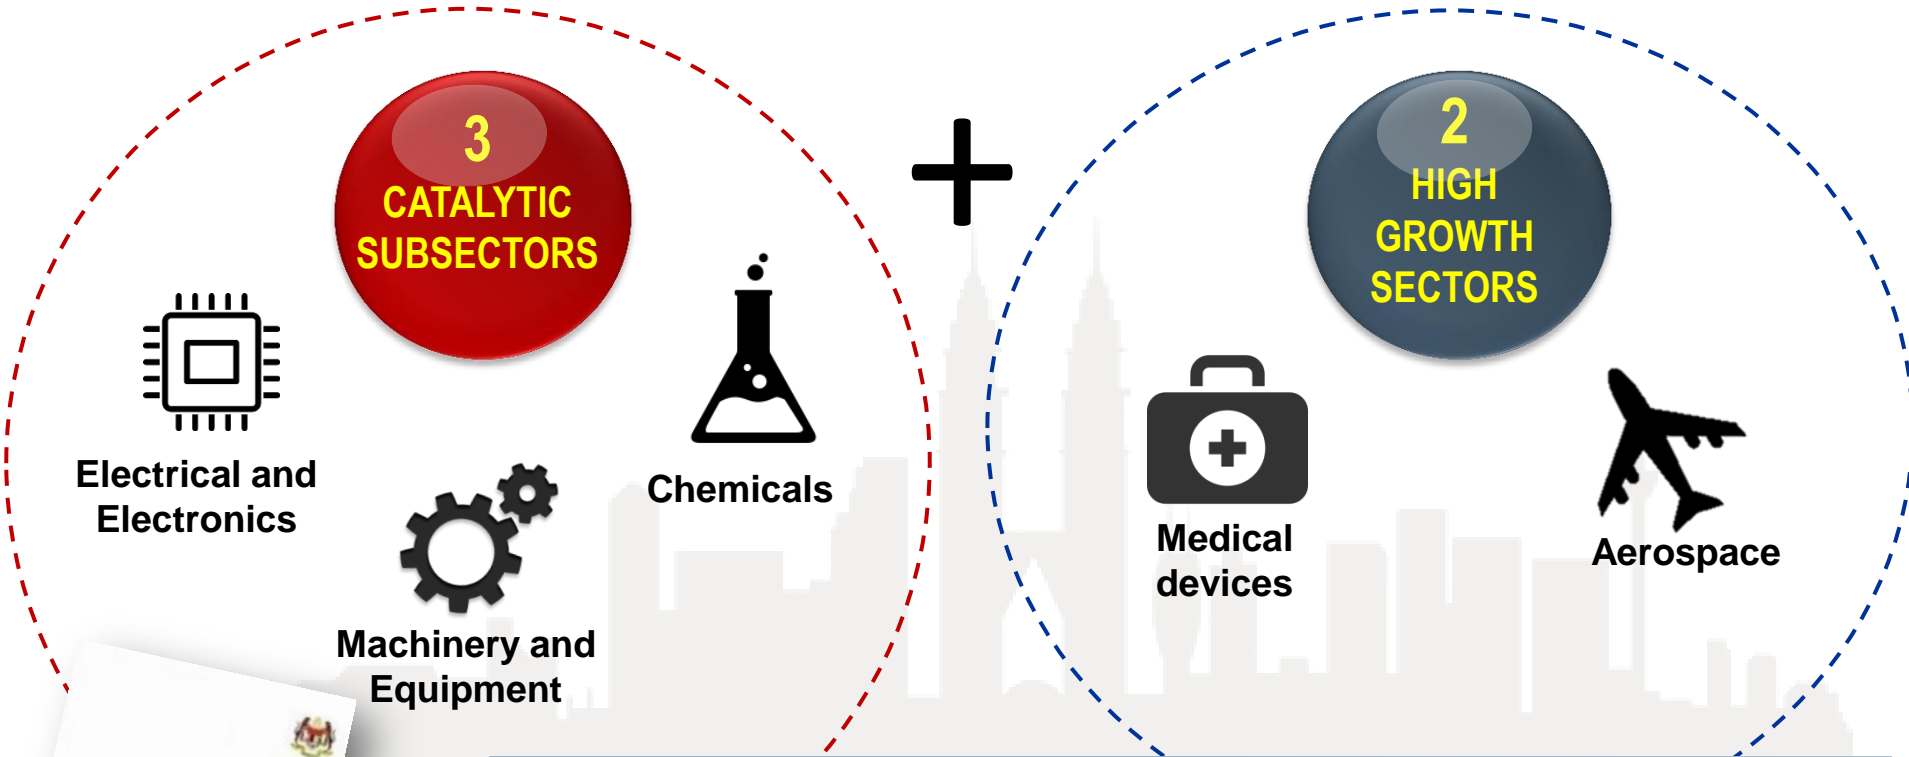 3
CATALYTIC
SUBSECTORS
Electrical and
Electronics
Machinery and
Equipment
Chemicals
2
HIGH
GROWTH
SECTORS
Medical
devices
Aerospace